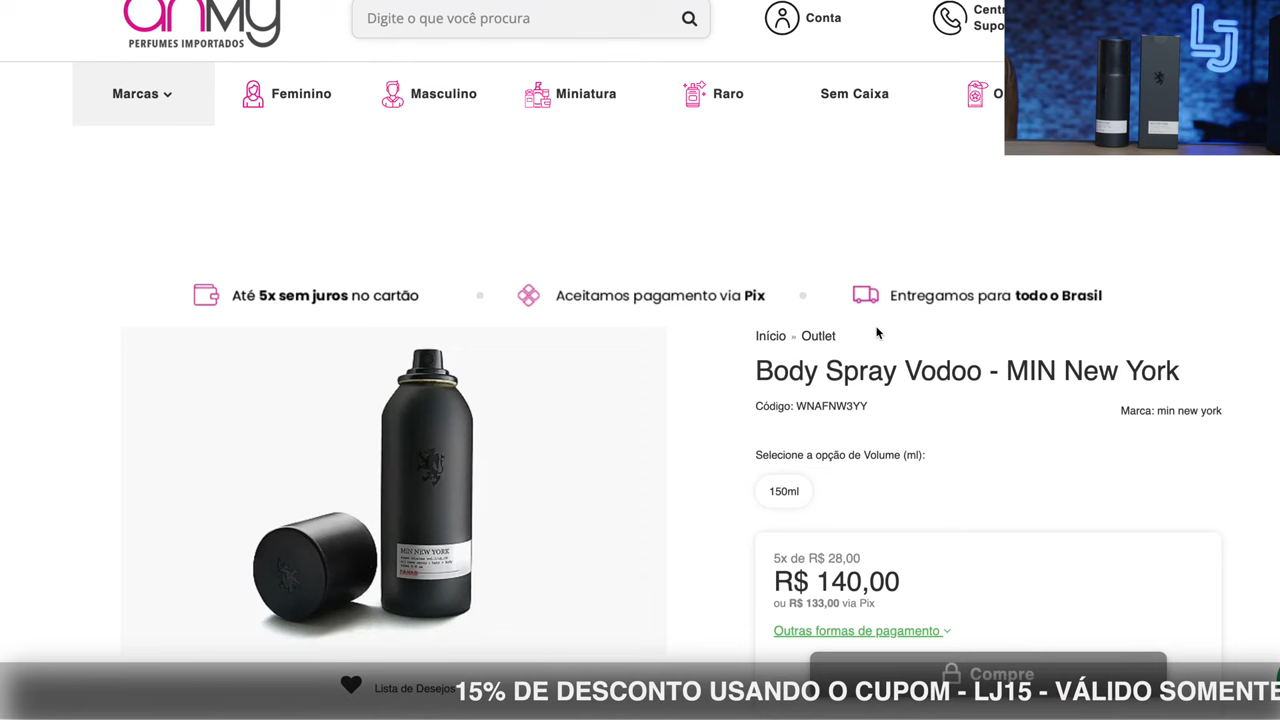 anmy
PERFUMES IMPORTADOS
Digite o que você procura
Conta
Centr
Supo
LJ
Marcas
Feminino
Masculino
Miniatura
Raro
Sem Caixa
O
Até 5x sem juros no cartão
Aceitamos pagamento via Pix
Entregamos para todo o Brasil
Início » Outlet
Body Spray Vodoo - MIN New York
Código: WNAFNW3YY
Marca: min new york
Selecione a opção de Volume (ml):
150ml
MIN NEW YORK
5x de R$ 28,00
R$ 140,00
ou R$ 133,00 via Pix
Outras formas de pagamento
Compre
Lista de Desejos
15% DE DESCONTO USANDO O CUPOM - LJ15 - VÁLIDO SOMENTE